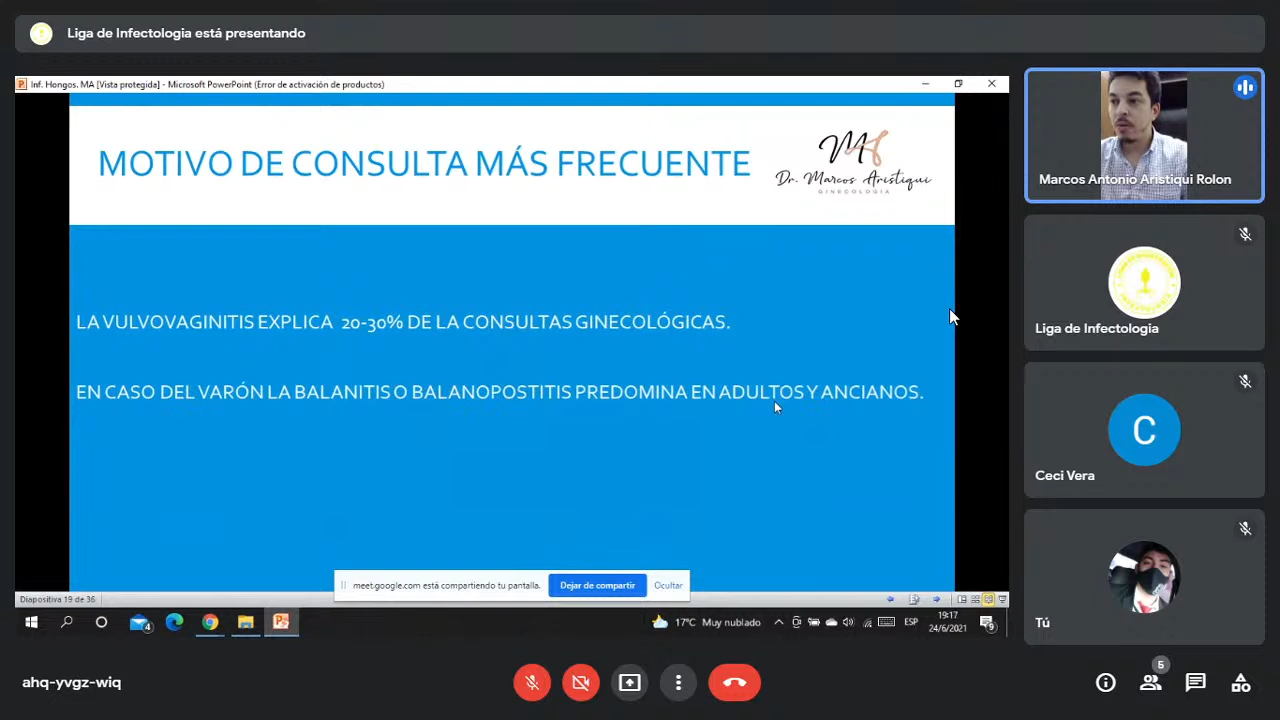 Liga de Infectologia está presentando
Inf. Hongos. MA [Vista protegida] - Microsoft PowerPoint (Error de activación de productos)
MOTIVO DE CONSULTA MÁS FRECUENTE
MA
Dr. Marcos Aristiqui
GINECOLOGÍA
LA VULVOVAGINITIS EXPLICA 20-30% DE LA CONSULTAS GINECOLÓGICAS.
EN CASO DEL VARÓN LA BALANITIS O BALANOPOSTITIS PREDOMINA EN ADULTOS Y ANCIANOS.
meet.google.com está compartiendo tu pantalla.
Dejar de compartir
Ocultar
Diapositiva 19 de 36
4
17°C Muy nublado
ESP
19:17
24/6/2021
9
Marcos Antonio Aristiqui Rolon
Liga de Infectologia
C
Ceci Vera
Tú
ahq-yvgz-wiq
5